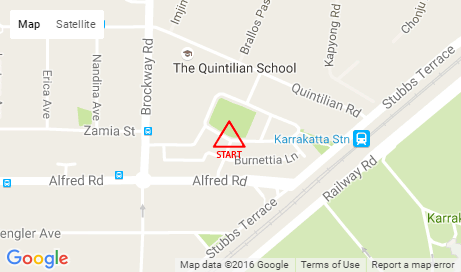 Map Satellite
Imjin
Brallos Pas
Kapyong Rd
Chonju
Erica Ave
Nandina Ave
Brockway Rd
The Quintilian School
Quintilian Rd
Stubbs Terrace
Zamia St
START
Karrakatta Stn
Burnettia Ln
Alfred Rd
Alfred Rd
Railway Rd
Stubbs Terrace
Karrak
engler Ave
Google
Map data ©2016 Google
Terms of Use
Report a map error